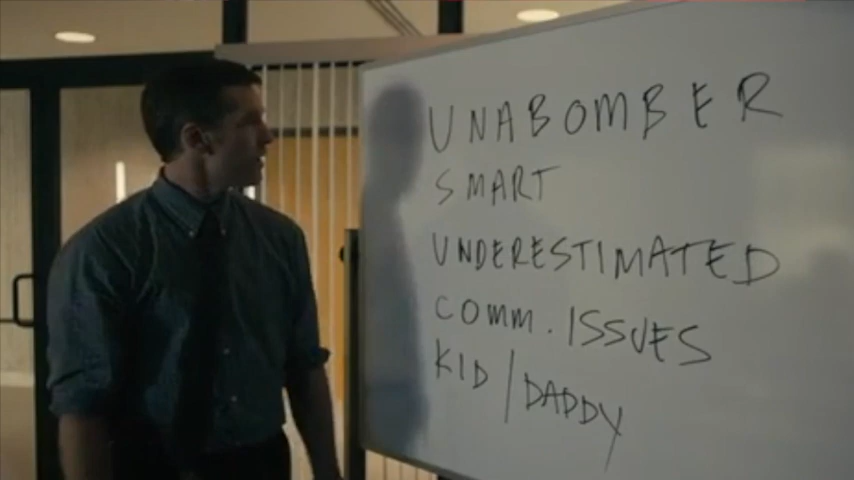 UNABOMBER
SMART
UNDERESTIMATED
COMM. ISSUES
KID/DADDY